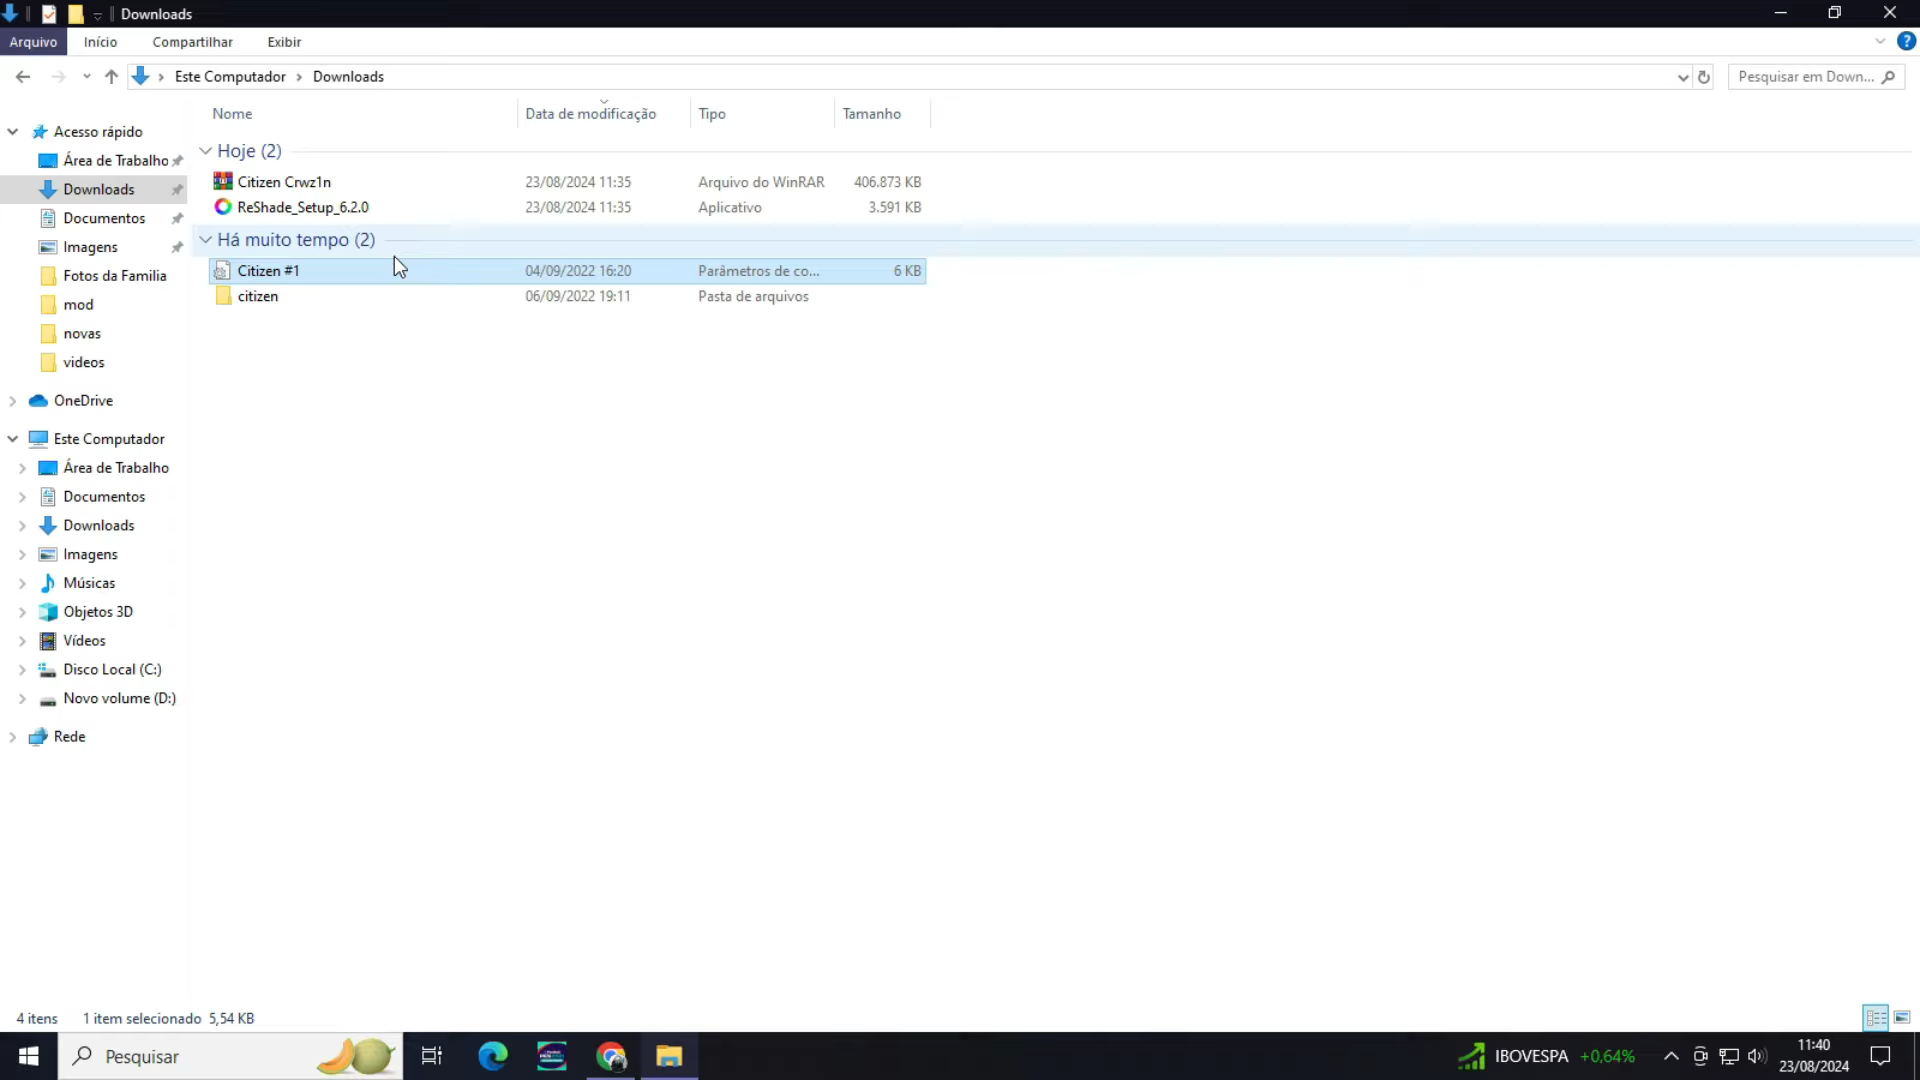 Downloads
Arquivo Início Compartilhar Exibir
Este Computador > Downloads
Pesquisar em Down...
Nome Data de modificação Tipo Tamanho
Hoje (2)
Citizen Crwz1n 23/08/2024 11:35 Arquivo do WinRAR 406.873 KB
ReShade_Setup_6.2.0 23/08/2024 11:35 Aplicativo 3.591 KB
Há muito tempo (2)
Citizen #1 04/09/2022 16:20 Parâmetros de co... 6 KB
citizen 06/09/2022 19:11 Pasta de arquivos
Acesso rápido
Área de Trabalho
Downloads
Documentos
Imagens
Fotos da Familia
mod
novas
videos
OneDrive
Este Computador
Área de Trabalho
Documentos
Downloads
Imagens
Músicas
Objetos 3D
Vídeos
Disco Local (C:)
Novo volume (D:)
Rede
4 itens 1 item selecionado 5,54 KB
Pesquisar
IBOVESPA +0,64%
11:40
23/08/2024